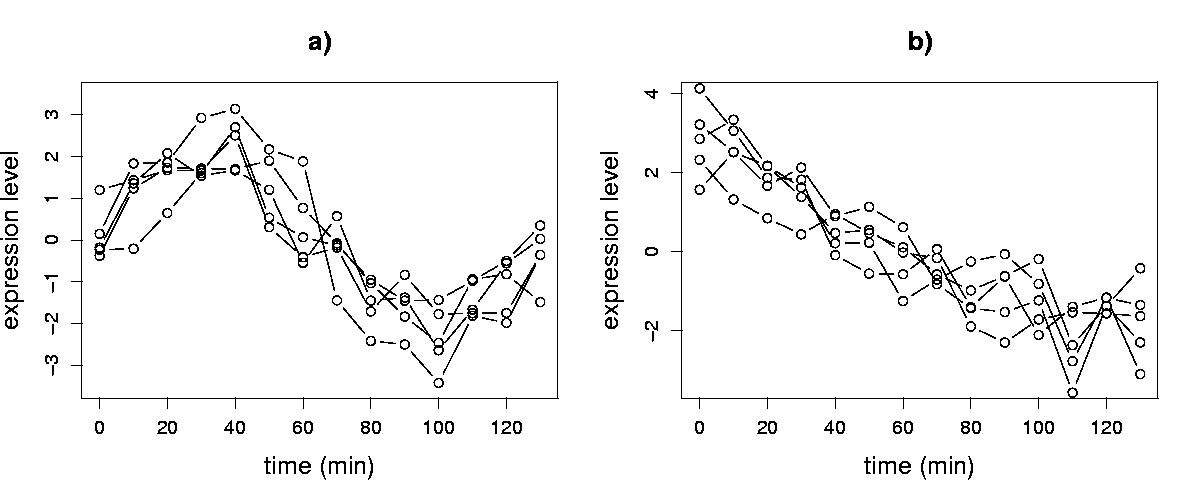 a)
expression level
3
2
1
0
−1
−2
−3
0 20 40 60 80 100 120
time (min)
b)
expression level
4
2
0
−2
0 20 40 60 80 100 120
time (min)